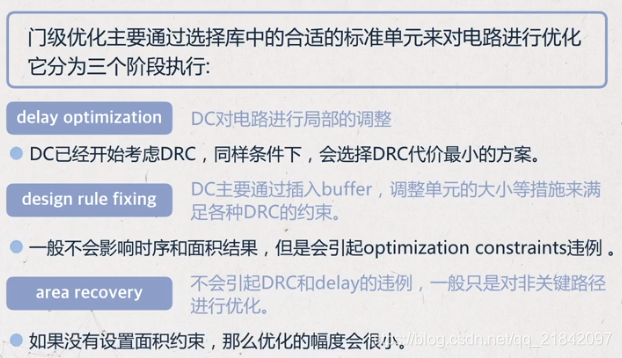 门级优化主要通过选择库中的合适的标准单元来对电路进行优化
它分为三个阶段执行:
delay optimization
DC对电路进行局部的调整
DC已经开始考虑DRC，同样条件下，会选择DRC代价最小的方案。
design rule fixing
DC主要通过插入buffer，调整单元的大小等措施来满
足各种DRC的约束。
一般不会影响时序和面积结果，但是会引起optimization constraints违例 。
area recovery
不会引起DRC和delay的违例，一般只是对非关键路径
进行优化。
如果没有设置面积约束，那么优化的幅度会很小。
https://blog.csdn.net/qq_21842097